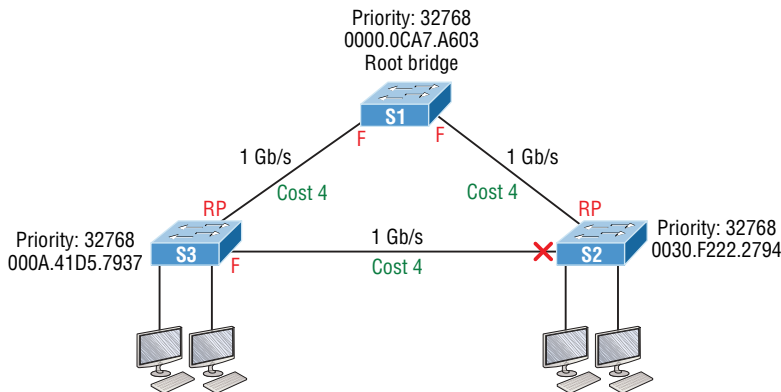 Priority: 32768
0000.0CA7.A603
Root bridge
S1
F
F
1 Gb/s
1 Gb/s
Cost 4
Cost 4
RP
RP
Priority: 32768
000A.41D5.7937
S3
F
1 Gb/s
Cost 4
S2
Priority: 32768
0030.F222.2794